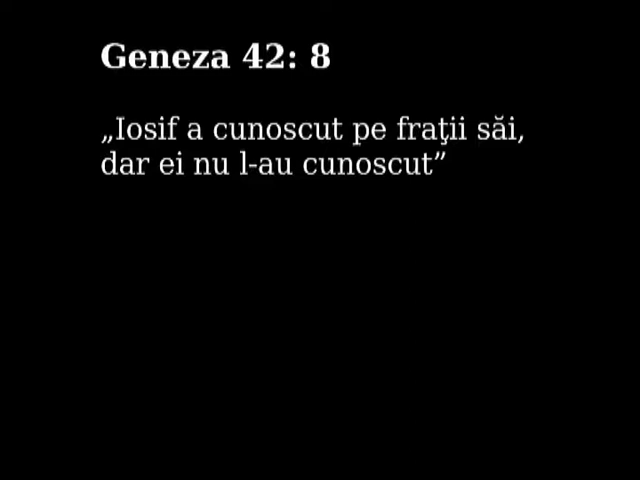 Geneza 42: 8
„Iosif a cunoscut pe fraţii săi,
dar ei nu l-au cunoscut”